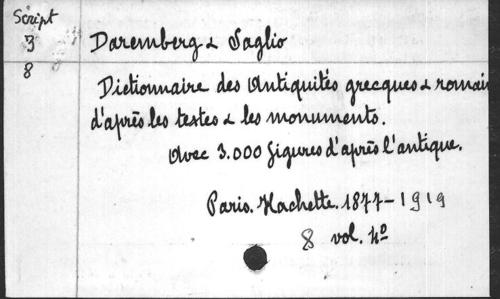 Script
3 Daremberg & Saglio
8
Dictionnaire des Antiquités grecques & romain
d'après les textes & les monuments.
Avec 3.000 figures d'après l'antique.
Paris. Hachette. 1877-1919
8 vol. 4º